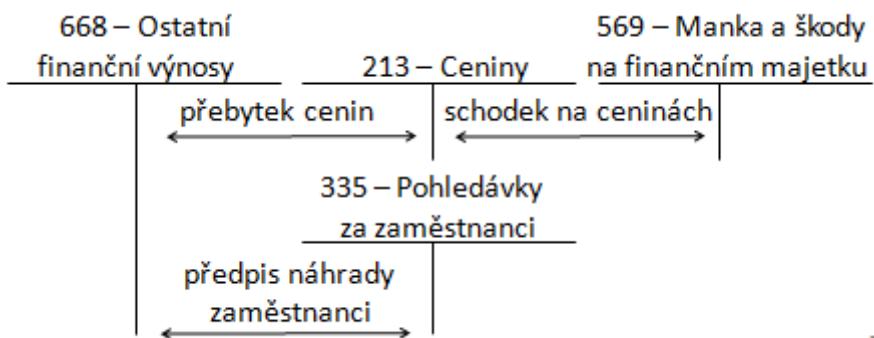 668 – Ostatní
finanční výnosy
213 – Ceniny
569 – Manka a škody
na finančním majetku
přebytek cenin
schodek na ceninách
335 – Pohledávky
za zaměstnanci
předpis náhrady
zaměstnanci